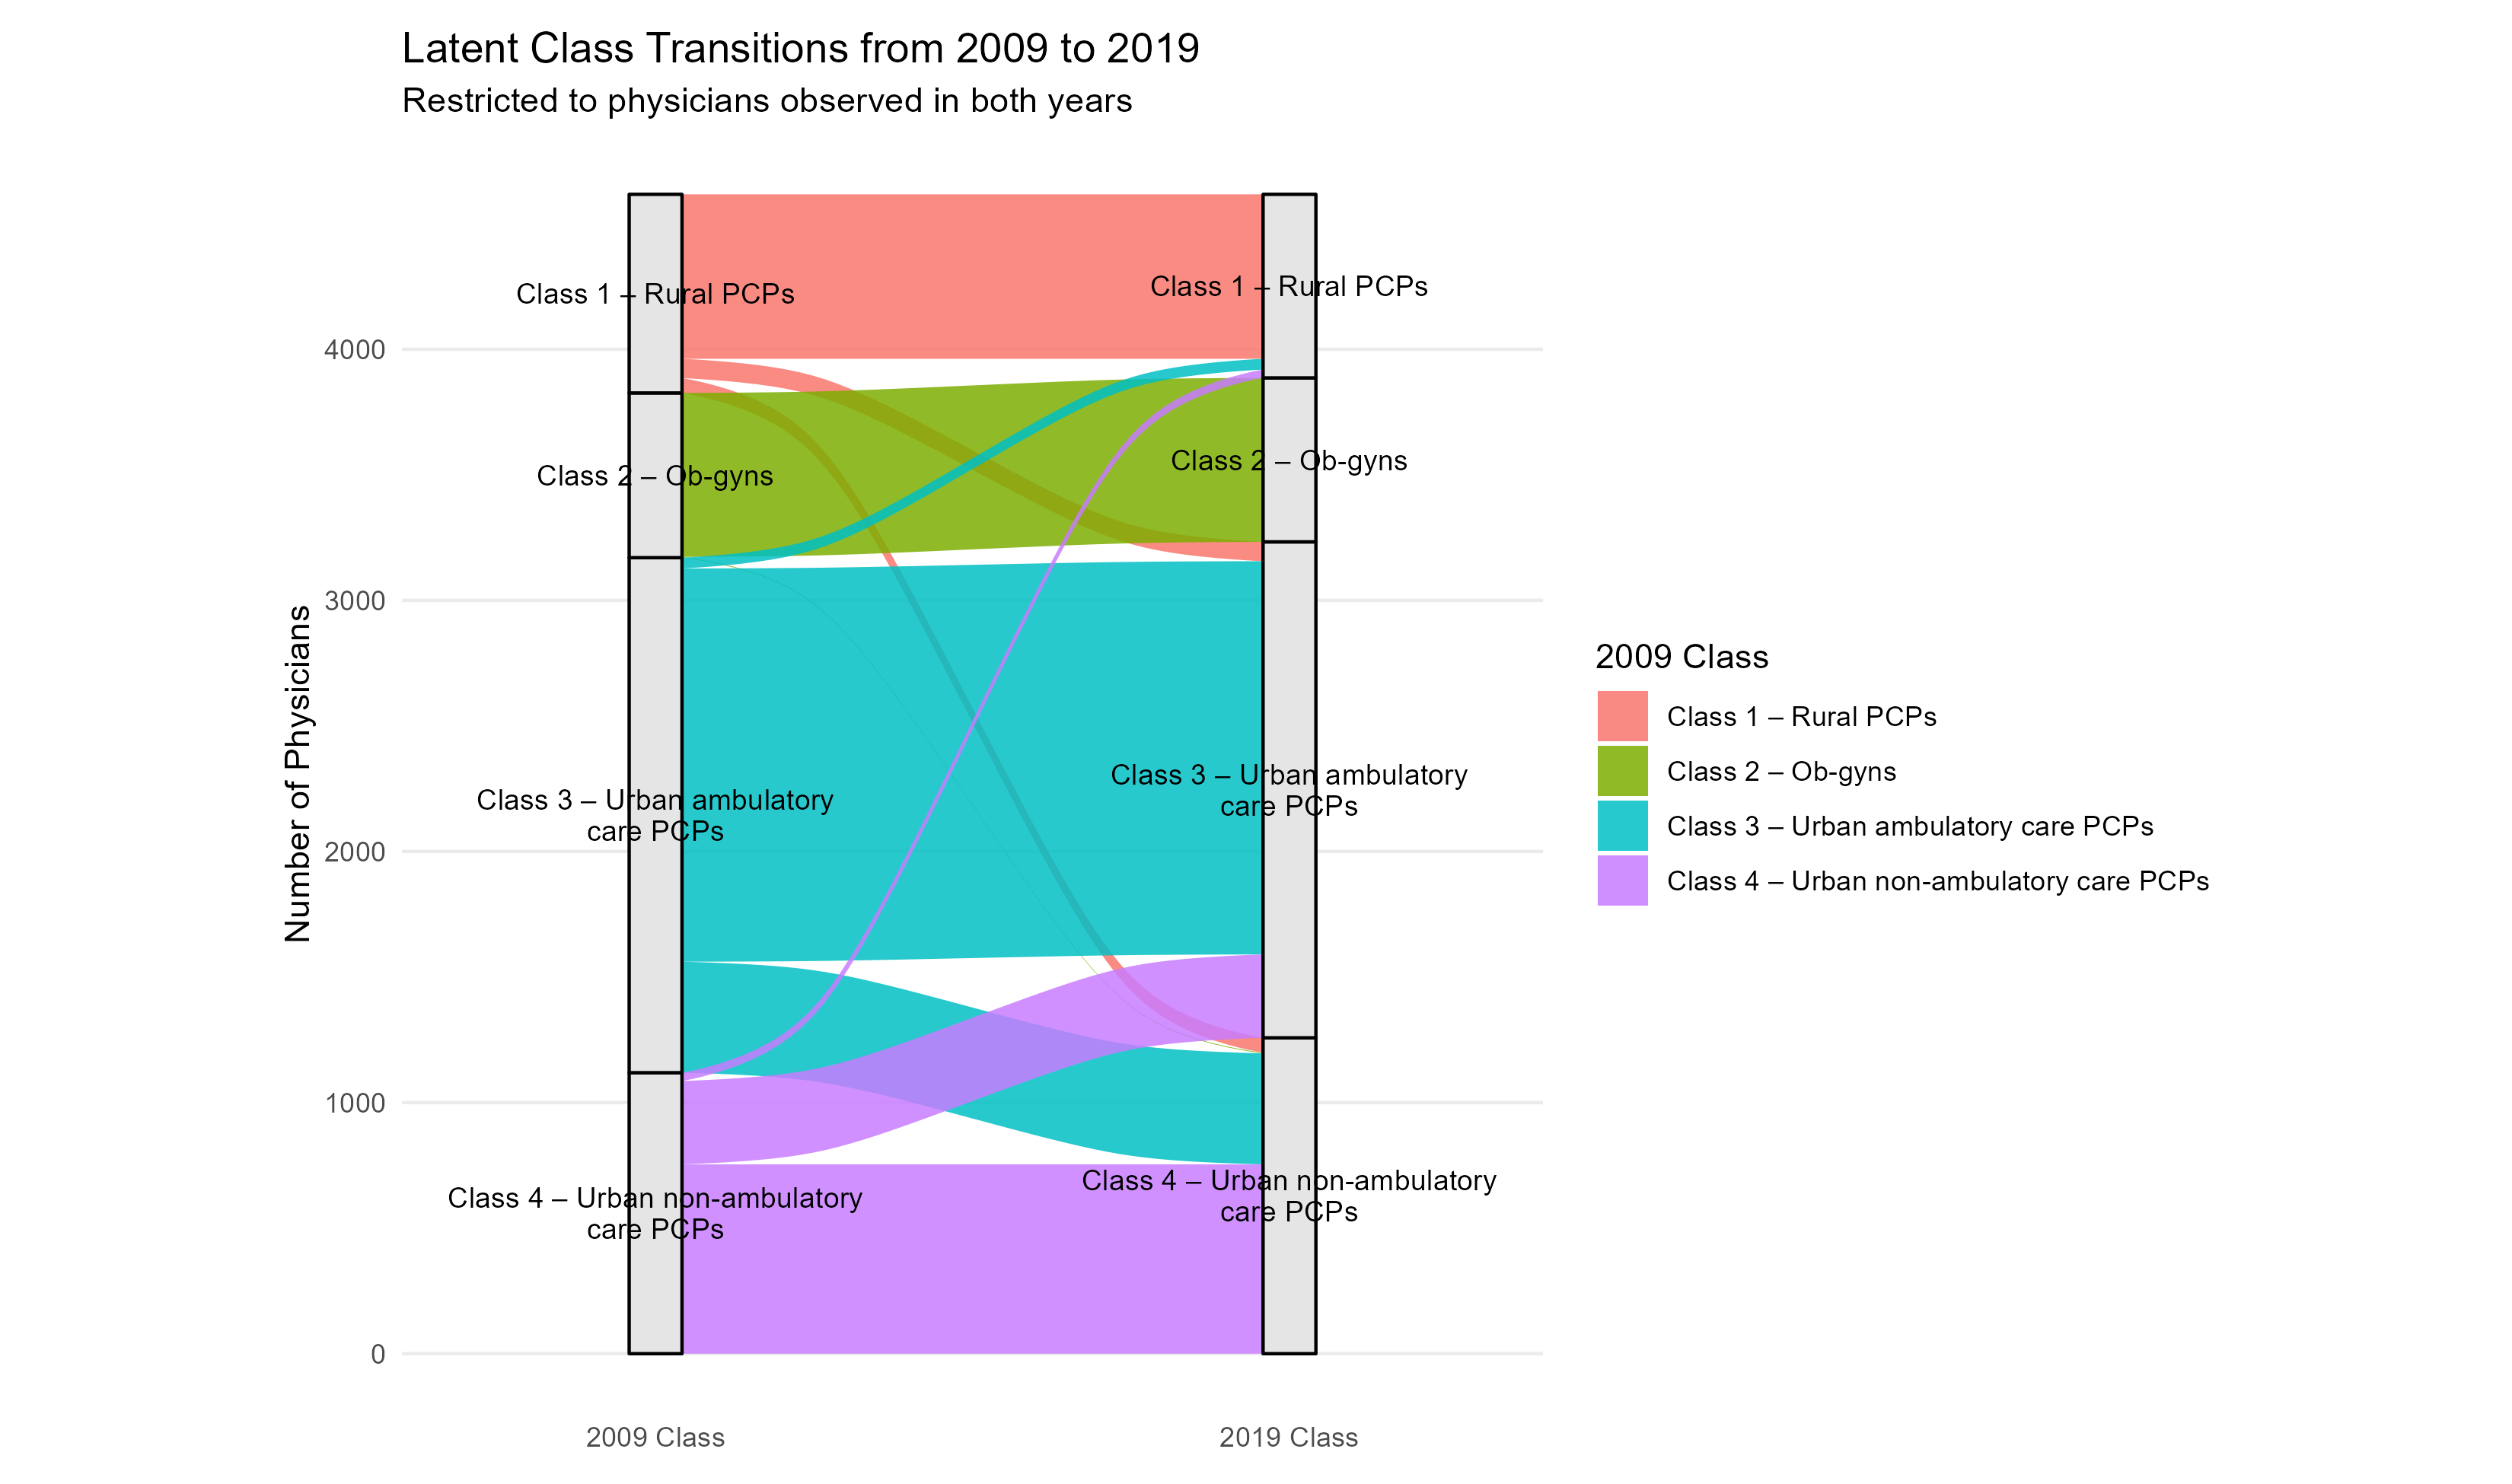 Latent Class Transitions from 2009 to 2019
Restricted to physicians observed in both years
Number of Physicians
4000
3000
2000
1000
0
Class 1 – Rural PCPs
Class 2 – Ob-gyns
Class 3 – Urban ambulatory
care PCPs
Class 4 – Urban non-ambulatory
care PCPs
Class 1 – Rural PCPs
Class 2 – Ob-gyns
Class 3 – Urban ambulatory
care PCPs
Class 4 – Urban non-ambulatory
care PCPs
2009 Class
2019 Class
2009 Class
Class 1 – Rural PCPs
Class 2 – Ob-gyns
Class 3 – Urban ambulatory care PCPs
Class 4 – Urban non-ambulatory care PCPs